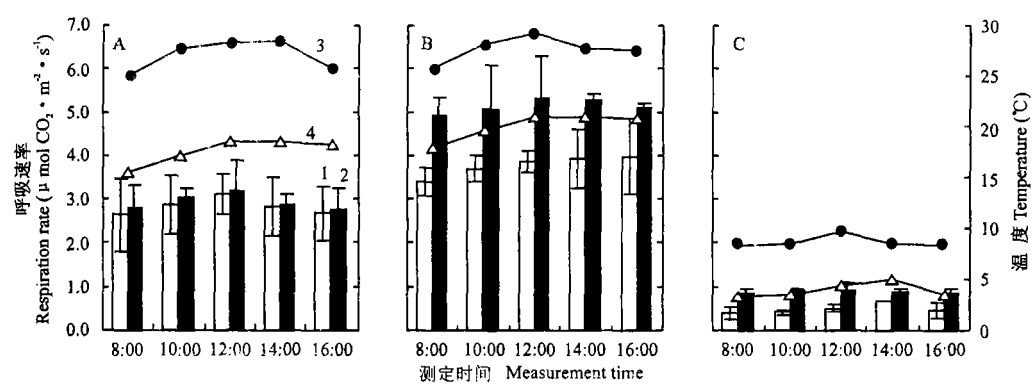 呼吸速率
Respiration rate ( μ mol CO₂ · m⁻² · s⁻¹)
7.0
6.0
5.0
4.0
3.0
2.0
1.0
0.0
A
3
4
1 2
8:00 10:00 12:00 14:00 16:00
B
8:00 10:00 12:00 14:00 16:00
C
8:00 10:00 12:00 14:00 16:00
30
25
20
15
10
5
0
温 度 Temperature (℃)
测定时间 Measurement time